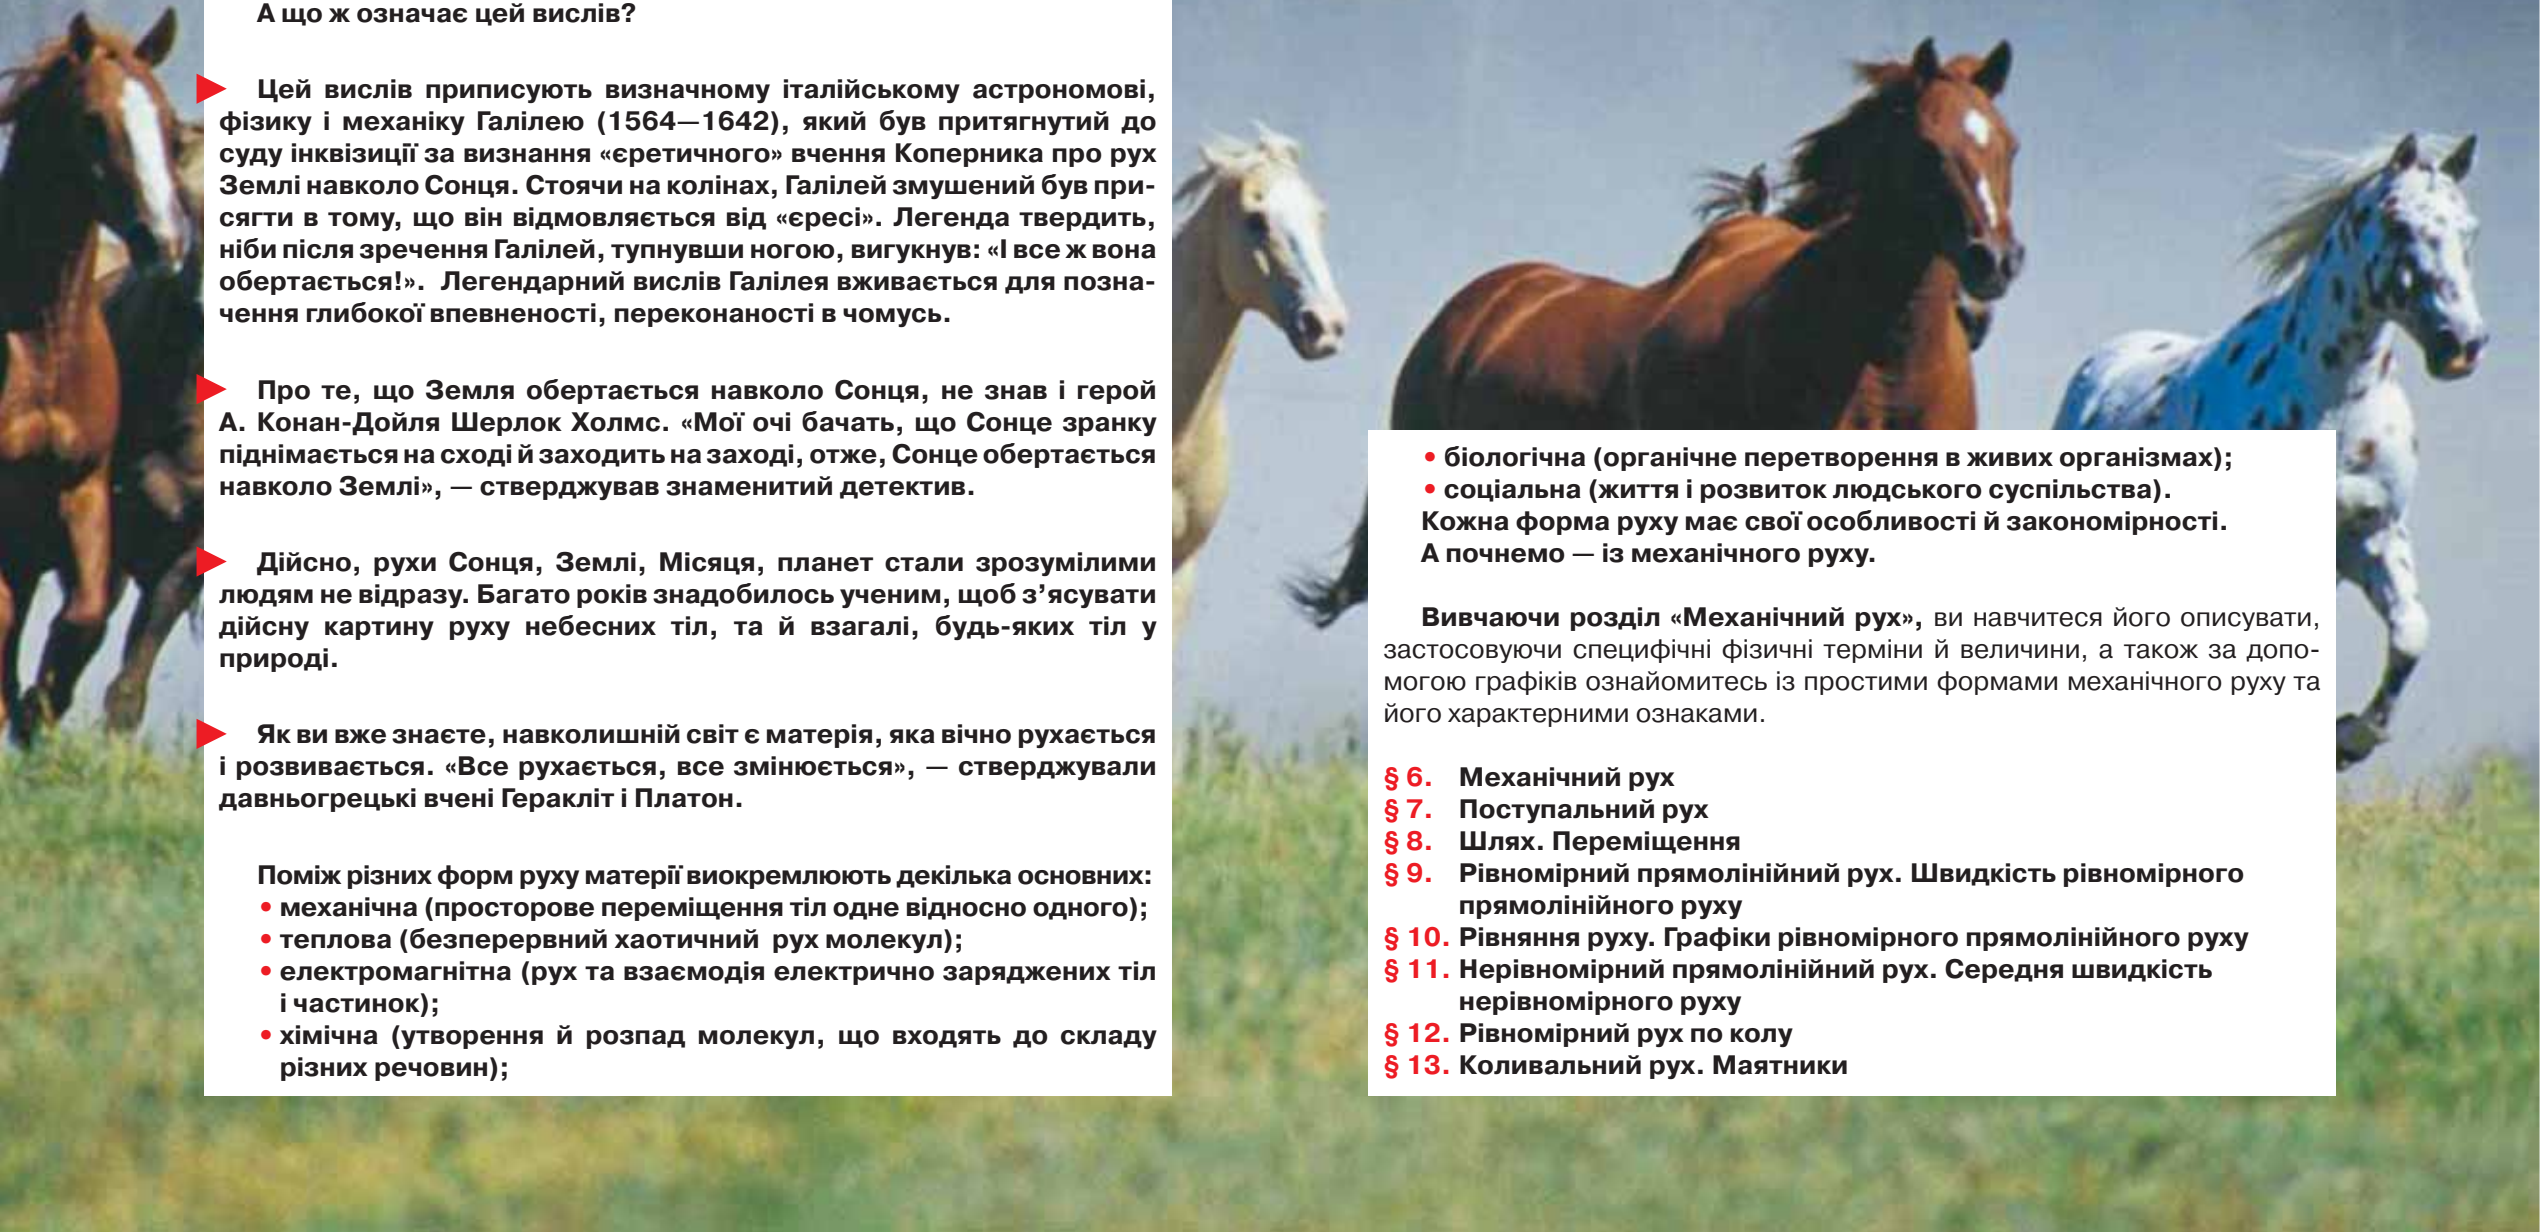 А що ж означає цей вислів?
Цей вислів приписують визначному італійському астрономові,
фізику і механіку Галілею (1564—1642), який був притягнутий до
суду інквізиції за визнання «єретичного» вчення Коперника про рух
Землі навколо Сонця. Стоячи на колінах, Галілей змушений був при-
сягти в тому, що він відмовляється від «єресі». Легенда твердить,
ніби після зречення Галілей, тупнувши ногою, вигукнув: «І все ж вона
обертається!». Легендарний вислів Галілея вживається для позна-
чення глибокої впевненості, переконаності в чомусь.
Про те, що Земля обертається навколо Сонця, не знав і герой
А. Конан-Дойля Шерлок Холмс. «Мої очі бачать, що Сонце зранку
піднімається на сході й заходить на заході, отже, Сонце обертається
навколо Землі», — стверджував знаменитий детектив.
Дійсно, рухи Сонця, Землі, Місяця, планет стали зрозумілими
людям не відразу. Багато років знадобилось ученим, щоб з’ясувати
дійсну картину руху небесних тіл, та й взагалі, будь-яких тіл у
природі.
Як ви вже знаєте, навколишній світ є матерія, яка вічно рухається
і розвивається. «Все рухається, все змінюється», — стверджували
давньогрецькі вчені Геракліт і Платон.
Поміж різних форм руху матерії виокремлюють декілька основних:
• механічна (просторове переміщення тіл одне відносно одного);
• теплова (безперервний хаотичний рух молекул);
• електромагнітна (рух та взаємодія електрично заряджених тіл
і частинок);
• хімічна (утворення й розпад молекул, що входять до складу
різних речовин);
• біологічна (органічне перетворення в живих організмах);
• соціальна (життя і розвиток людського суспільства).
Кожна форма руху має свої особливості й закономірності.
А почнемо — із механічного руху.
Вивчаючи розділ «Механічний рух», ви навчитеся його описувати,
застосовуючи специфічні фізичні терміни й величини, а також за допо-
могою графіків ознайомитесь із простими формами механічного руху та
його характерними ознаками.
§ 6. Механічний рух
§ 7. Поступальний рух
§ 8. Шлях. Переміщення
§ 9. Рівномірний прямолінійний рух. Швидкість рівномірного
прямолінійного руху
§ 10. Рівняння руху. Графіки рівномірного прямолінійного руху
§ 11. Нерівномірний прямолінійний рух. Середня швидкість
нерівномірного руху
§ 12. Рівномірний рух по колу
§ 13. Коливальний рух. Маятники